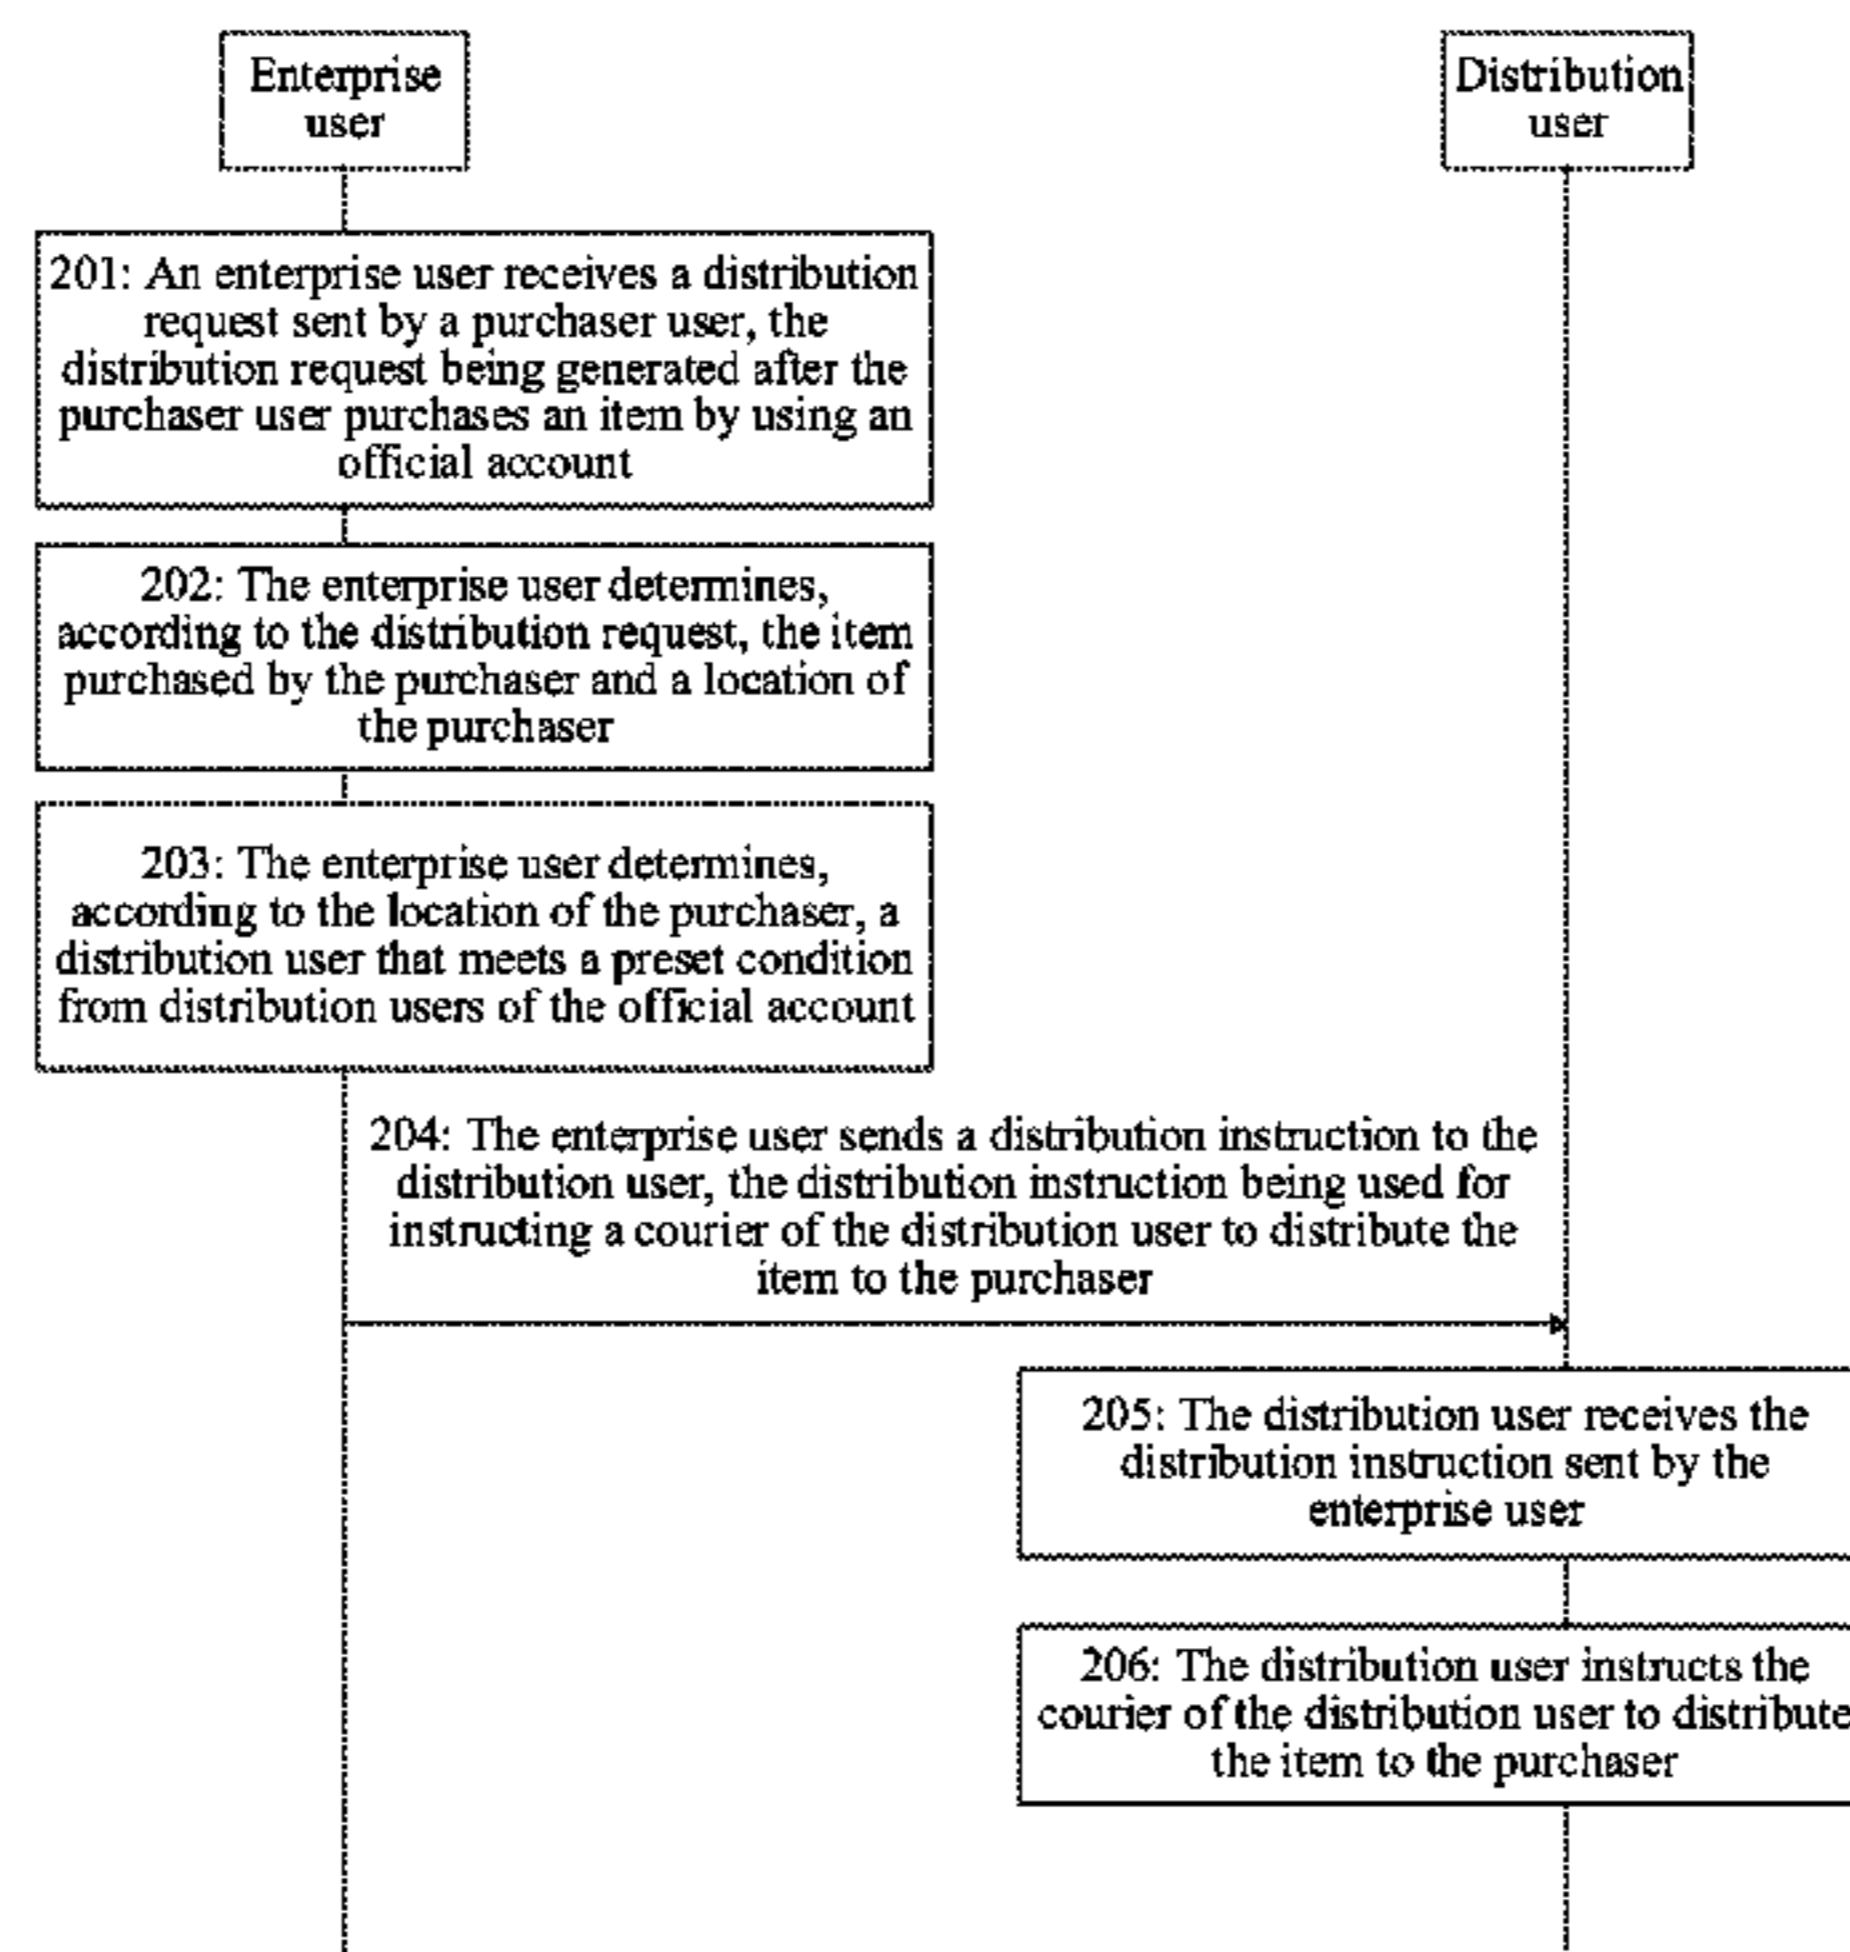 Enterprise
user
Distribution
user
201: An enterprise user receives a distribution
request sent by a purchaser user, the
distribution request being generated after the
purchaser user purchases an item by using an
official account
202: The enterprise user determines,
according to the distribution request, the item
purchased by the purchaser and a location of
the purchaser
203: The enterprise user determines,
according to the location of the purchaser, a
distribution user that meets a preset condition
from distribution users of the official account
204: The enterprise user sends a distribution instruction to the
distribution user, the distribution instruction being used for
instructing a courier of the distribution user to distribute the
item to the purchaser
205: The distribution user receives the
distribution instruction sent by the
enterprise user
206: The distribution user instructs the
courier of the distribution user to distribute
the item to the purchaser